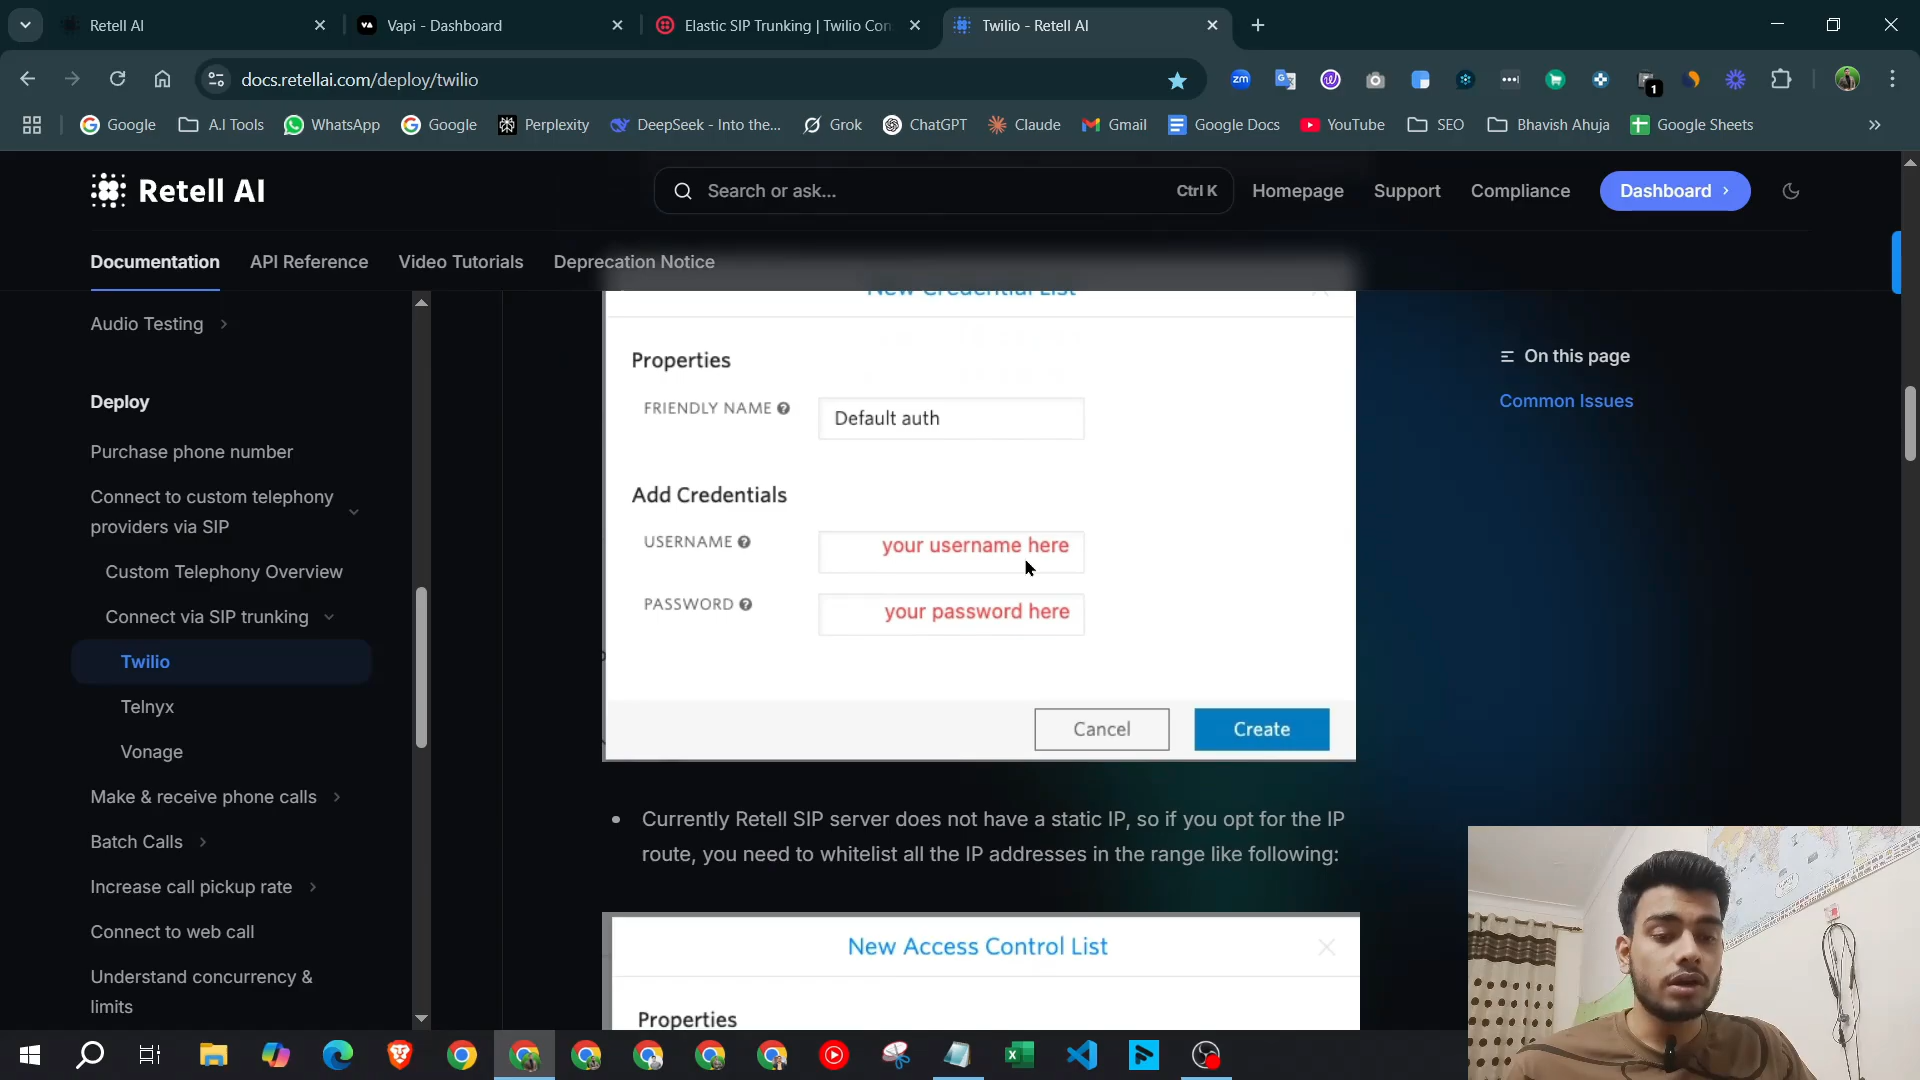 Retell AI
Vapi - Dashboard
Elastic SIP Trunking | Twilio Con
Twilio - Retell AI
docs.retellai.com/deploy/twilio
Google
A.I Tools
WhatsApp
Google
Perplexity
DeepSeek - Into the...
Grok
ChatGPT
Claude
Gmail
Google Docs
YouTube
SEO
Bhavish Ahuja
Google Sheets
Retell AI
Search or ask...
Ctrl K
Homepage
Support
Compliance
Dashboard
Documentation
API Reference
Video Tutorials
Deprecation Notice
Audio Testing
Deploy
Purchase phone number
Connect to custom telephony
providers via SIP
Custom Telephony Overview
Connect via SIP trunking
Twilio
Telnyx
Vonage
Make & receive phone calls
Batch Calls
Increase call pickup rate
Connect to web call
Understand concurrency &
limits
New Credential List
Properties
FRIENDLY NAME
Default auth
Add Credentials
USERNAME
your username here
PASSWORD
your password here
Cancel
Create
Currently Retell SIP server does not have a static IP, so if you opt for the IP
route, you need to whitelist all the IP addresses in the range like following:
New Access Control List
Properties
On this page
Common Issues